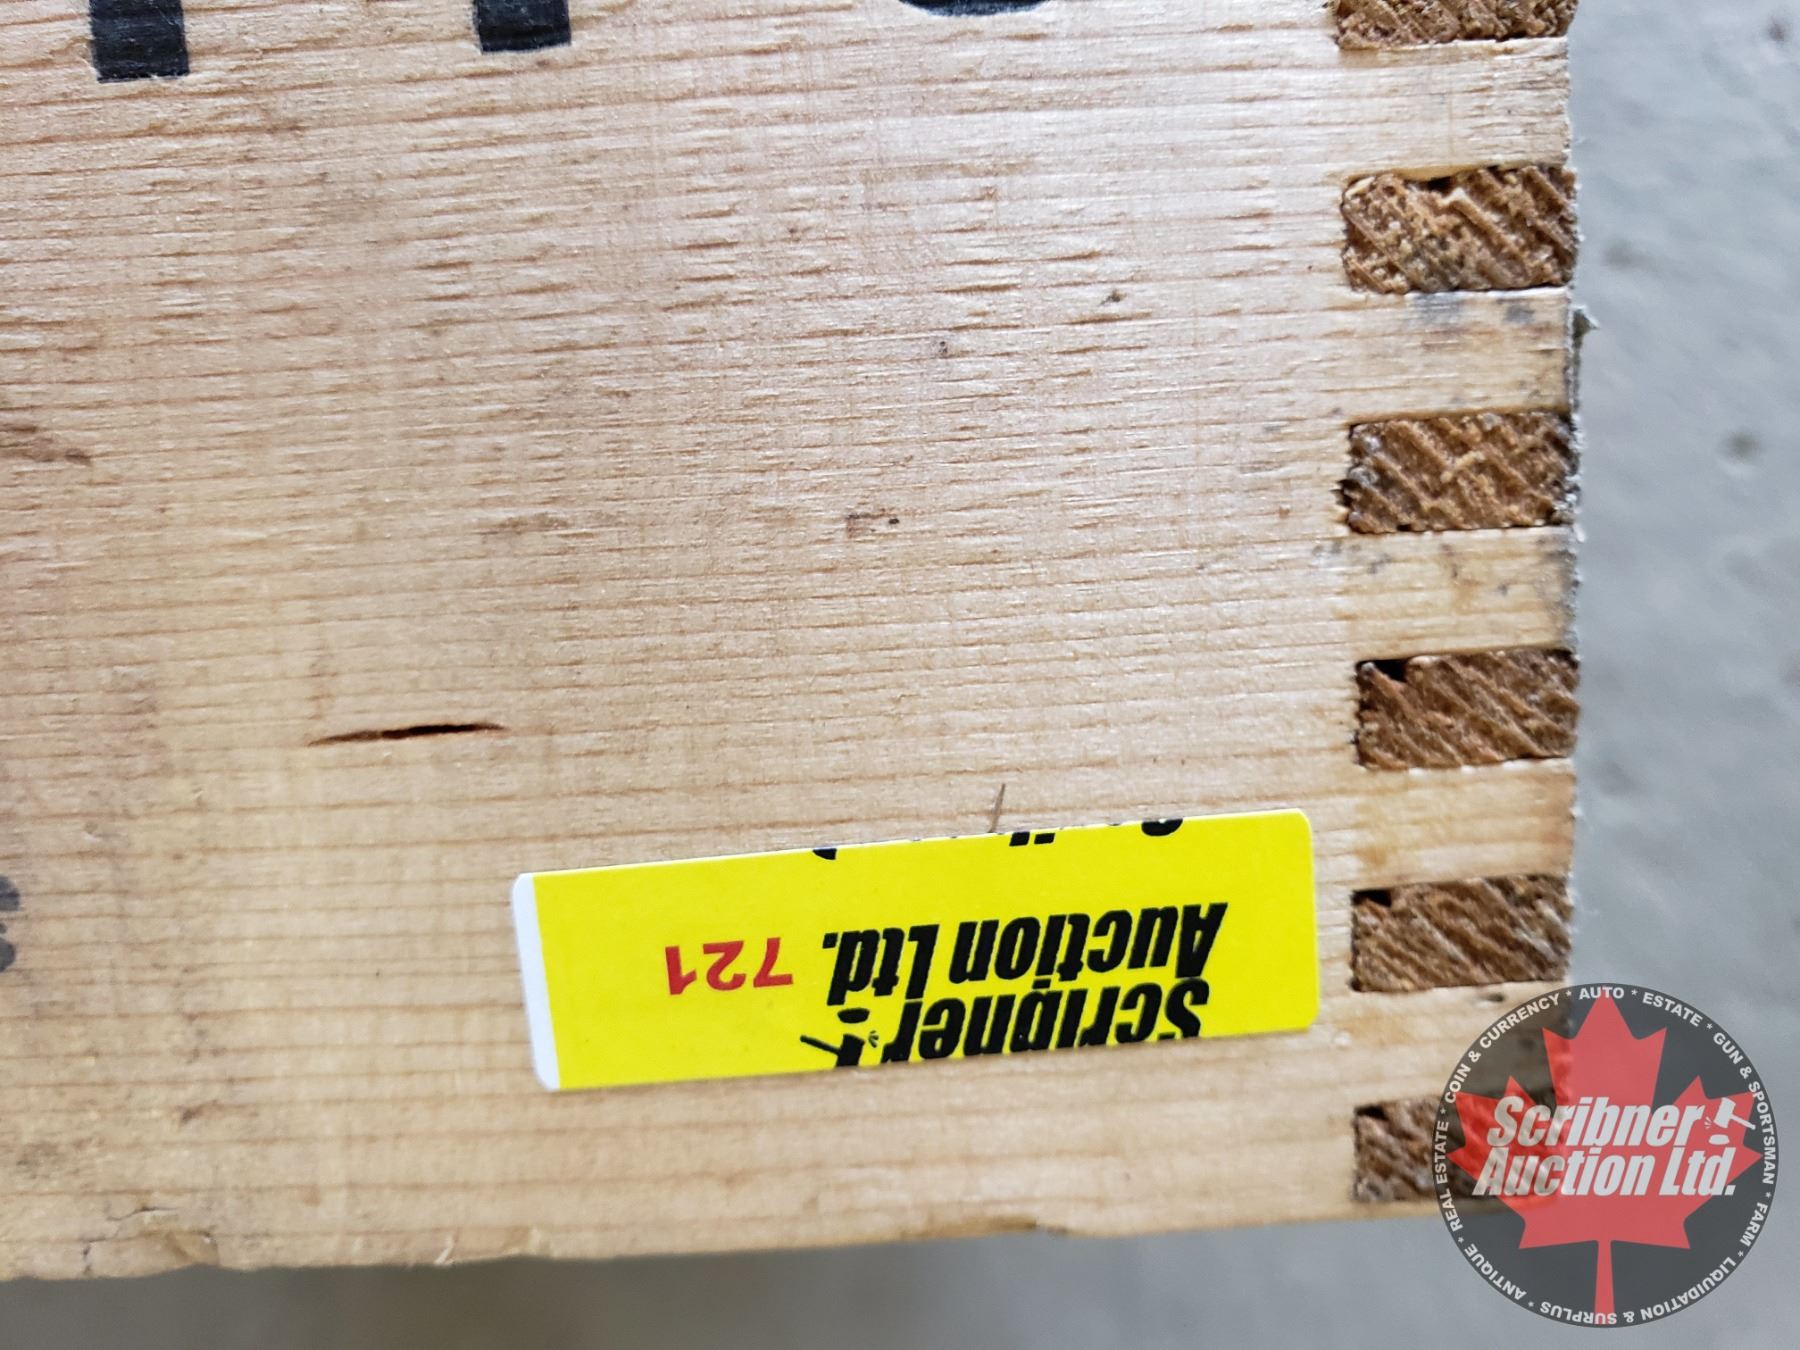 Scribner
Auction Ltd.
721
Scribner
Auction Ltd.
* COIN & CURRENCY * AUTO * ESTATE * GUN & SPORTSMAN * FARM * LIQUIDATION & SURPLUS * ANTIQUE * REAL ESTATE